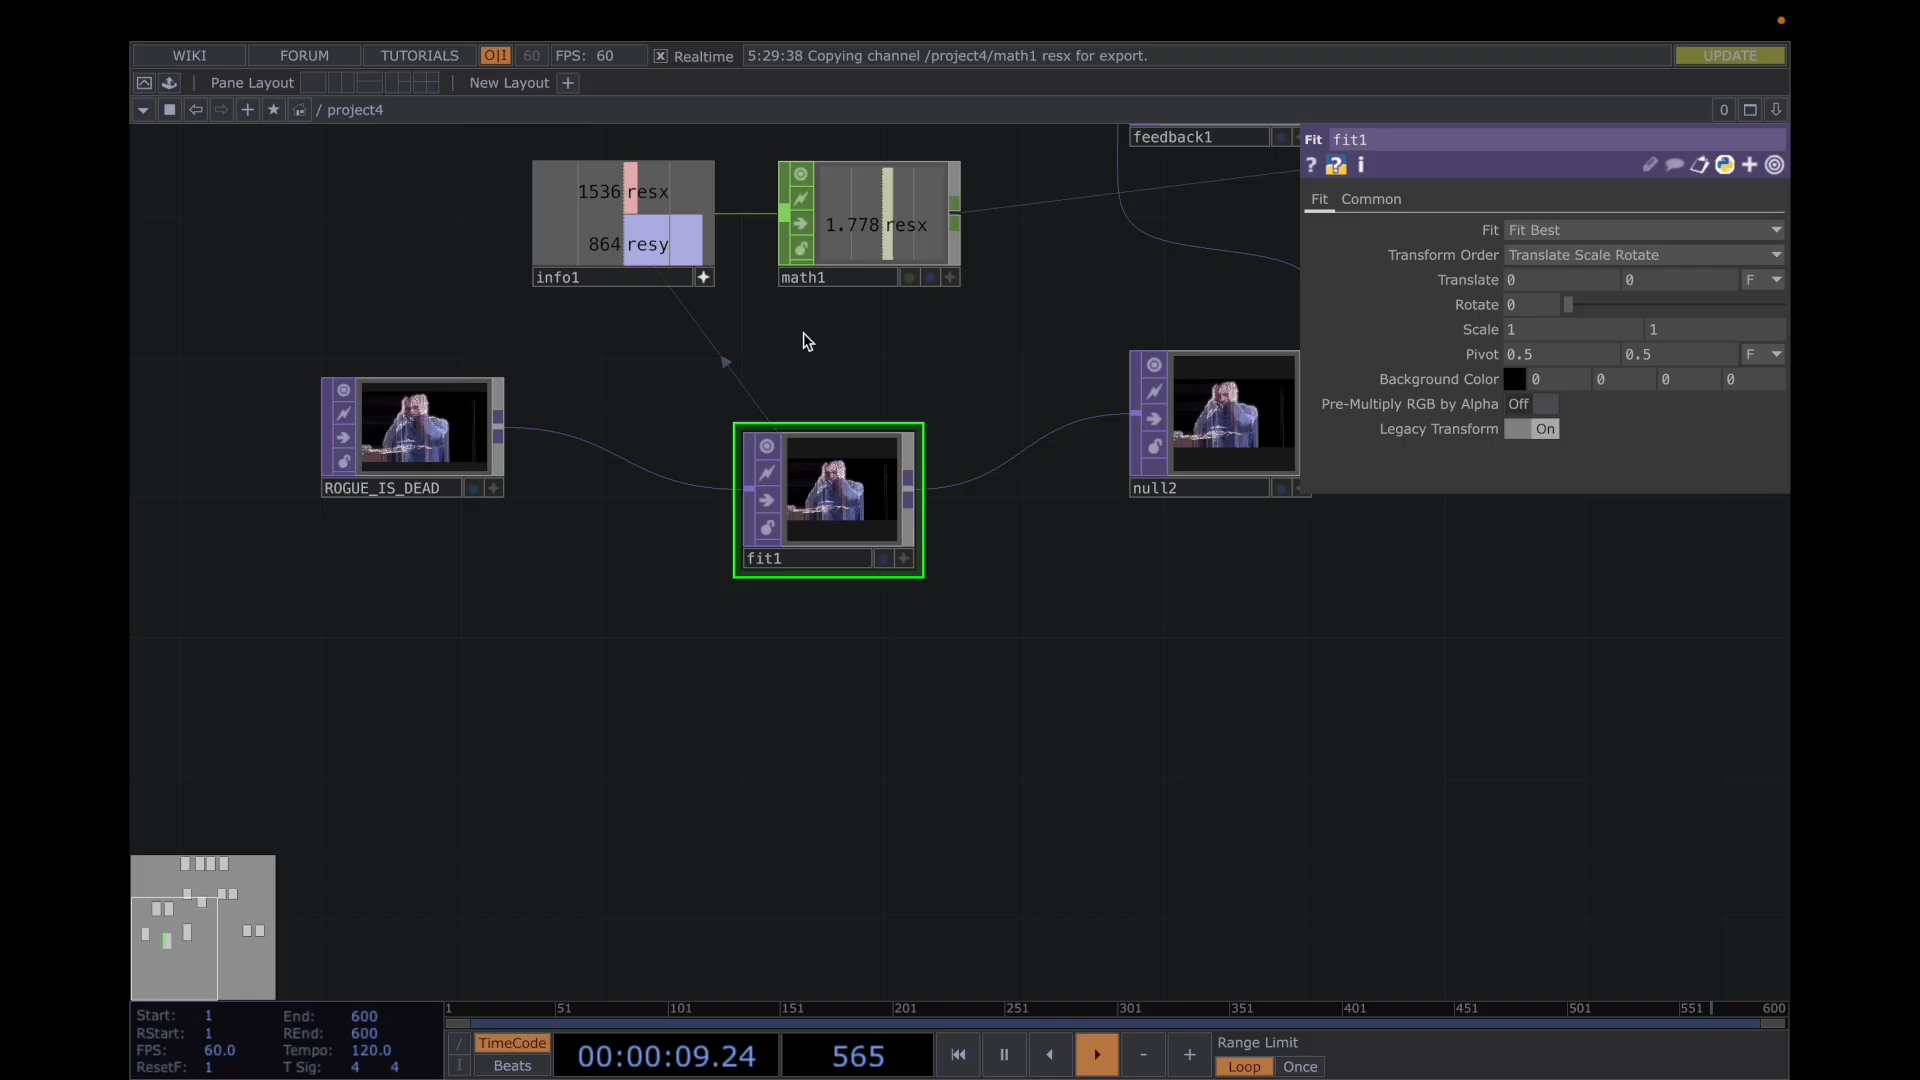 WIKI FORUM TUTORIALS O|I 60 FPS: 60 Realtime 5:29:38 Copying channel /project4/math1 resx for export. UPDATE
Pane Layout New Layout +
/ project4 0
feedback1
Fit fit1
? ? i
Fit Common
1536 resx
864 resy
info1
1.778 resx
math1
Fit Fit Best
Transform Order Translate Scale Rotate
Translate 0 0 F
Rotate 0
Scale 1 1
Pivot 0.5 0.5 F
Background Color 0 0 0 0
Pre-Multiply RGB by Alpha Off
Legacy Transform On
ROGUE_IS_DEAD
fit1
null2
1 51 101 151 201 251 301 351 401 451 501 551 600
Start: 1 End: 600
RStart: 1 REnd: 600
FPS: 60.0 Tempo: 120.0
ResetF: 1 T Sig: 4 4
/ TimeCode
I Beats
00:00:09.24 565
- +
Range Limit
Loop Once